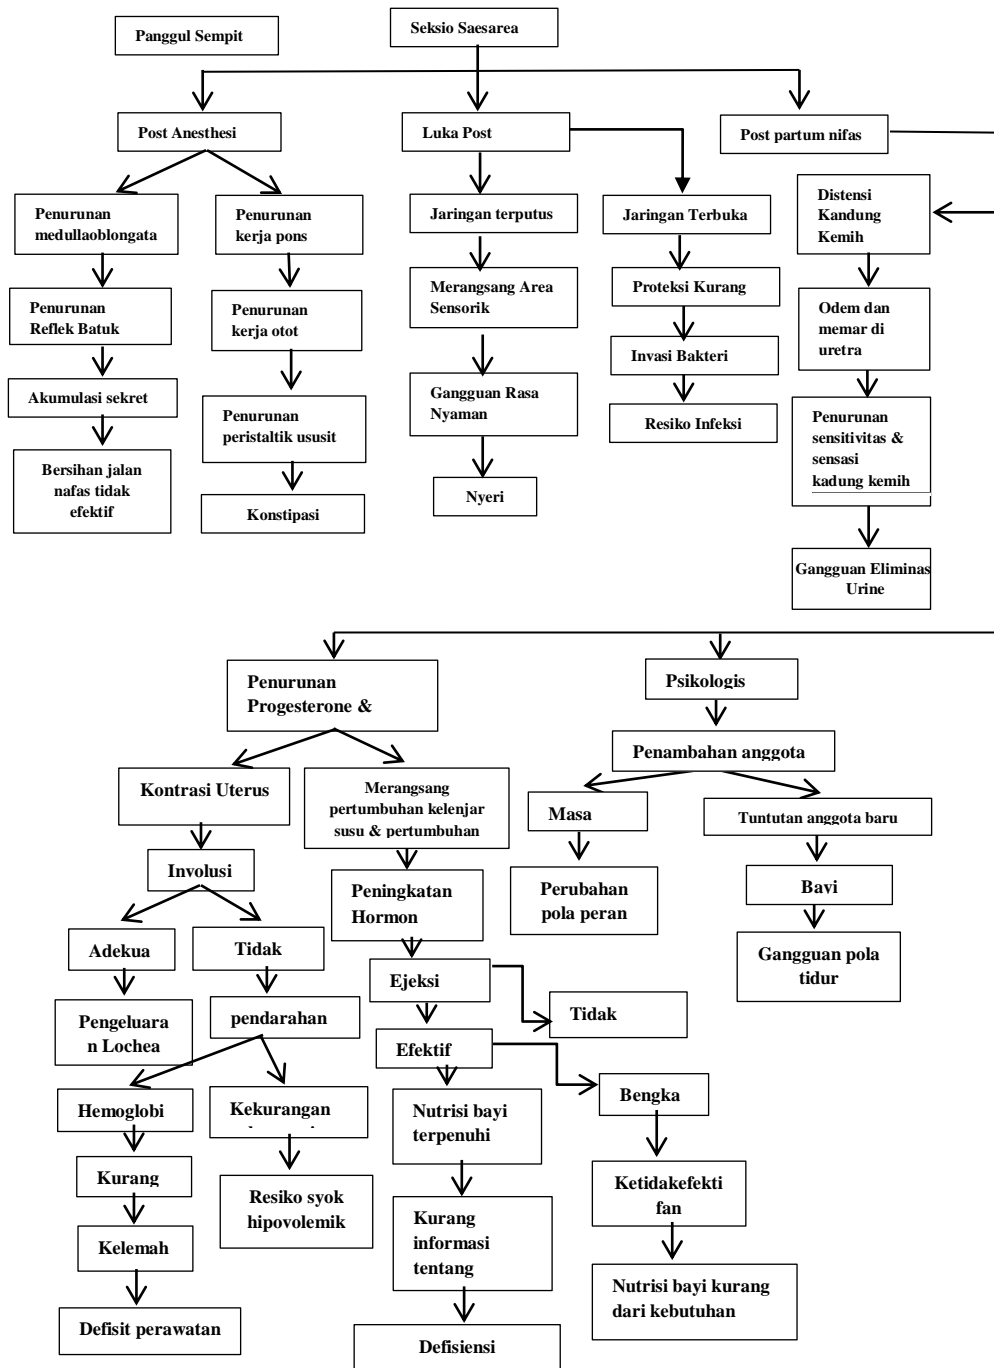 Panggul Sempit
Seksio Saesarea
Post Anesthesi
Luka Post
Post partum nifas
Penurunan
medullaoblongata
Penurunan
kerja pons
Jaringan terputus
Jaringan Terbuka
Distensi
Kandung
Kemih
Penurunan
Reflek Batuk
Penurunan
kerja otot
Merangsang Area
Sensorik
Proteksi Kurang
Odem dan
memar di
uretra
Invasi Bakteri
Akumulasi sekret
Penurunan
peristaltik ususit
Gangguan Rasa
Nyaman
Resiko Infeksi
Penurunan
sensitivitas &
sensasi
kadung kemih
Bersihan jalan
nafas tidak
efektif
Konstipasi
Nyeri
Gangguan Eliminas
Urine
Penurunan
Progesterone &
Psikologis
Penambahan anggota
Kontrasi Uterus
Merangsang
pertumbuhan kelenjar
susu & pertumbuhan
Masa
Tuntutan anggota baru
Involusi
Peningkatan
Hormon
Perubahan
pola peran
Bavi
Adekua
Tidak
Ejeksi
Gangguan pola
tidur
Pengeluara
n Lochea
pendarahan
Tidak
Efektif
Hemoglobi
Kekurangan
Nutrisi bayi
terpenuhi
Bengka
Kurang
Resiko syok
hipovolemik
Ketidakefekti
fan
Kelemah
Kurang
informasi
tentang
Nutrisi bayi kurang
dari kebutuhan
Defisit perawatan
Defisiensi